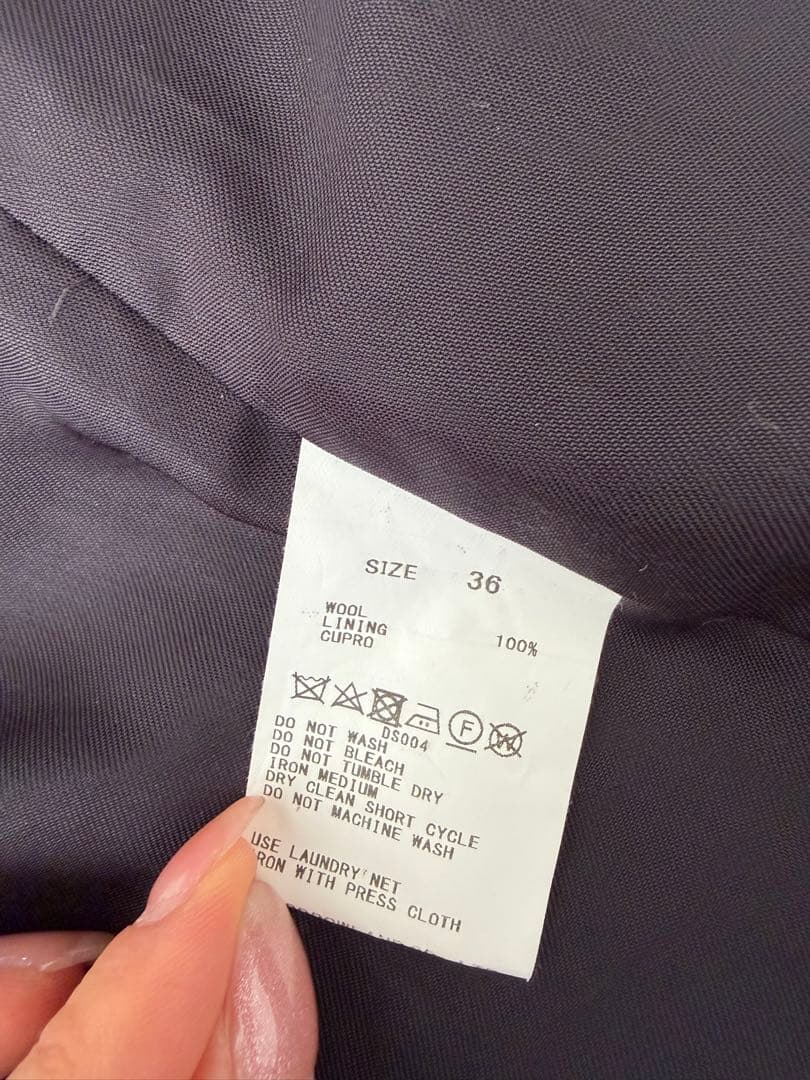 SIZE 36
WOOL
LINING
CUPRO 100%
F W
DS004
DO NOT WASH
DO NOT BLEACH
DO NOT TUMBLE DRY
IRON MEDIUM
DRY CLEAN SHORT CYCLE
DO NOT MACHINE WASH
USE LAUNDRY NET
RON WITH PRESS CLOTH